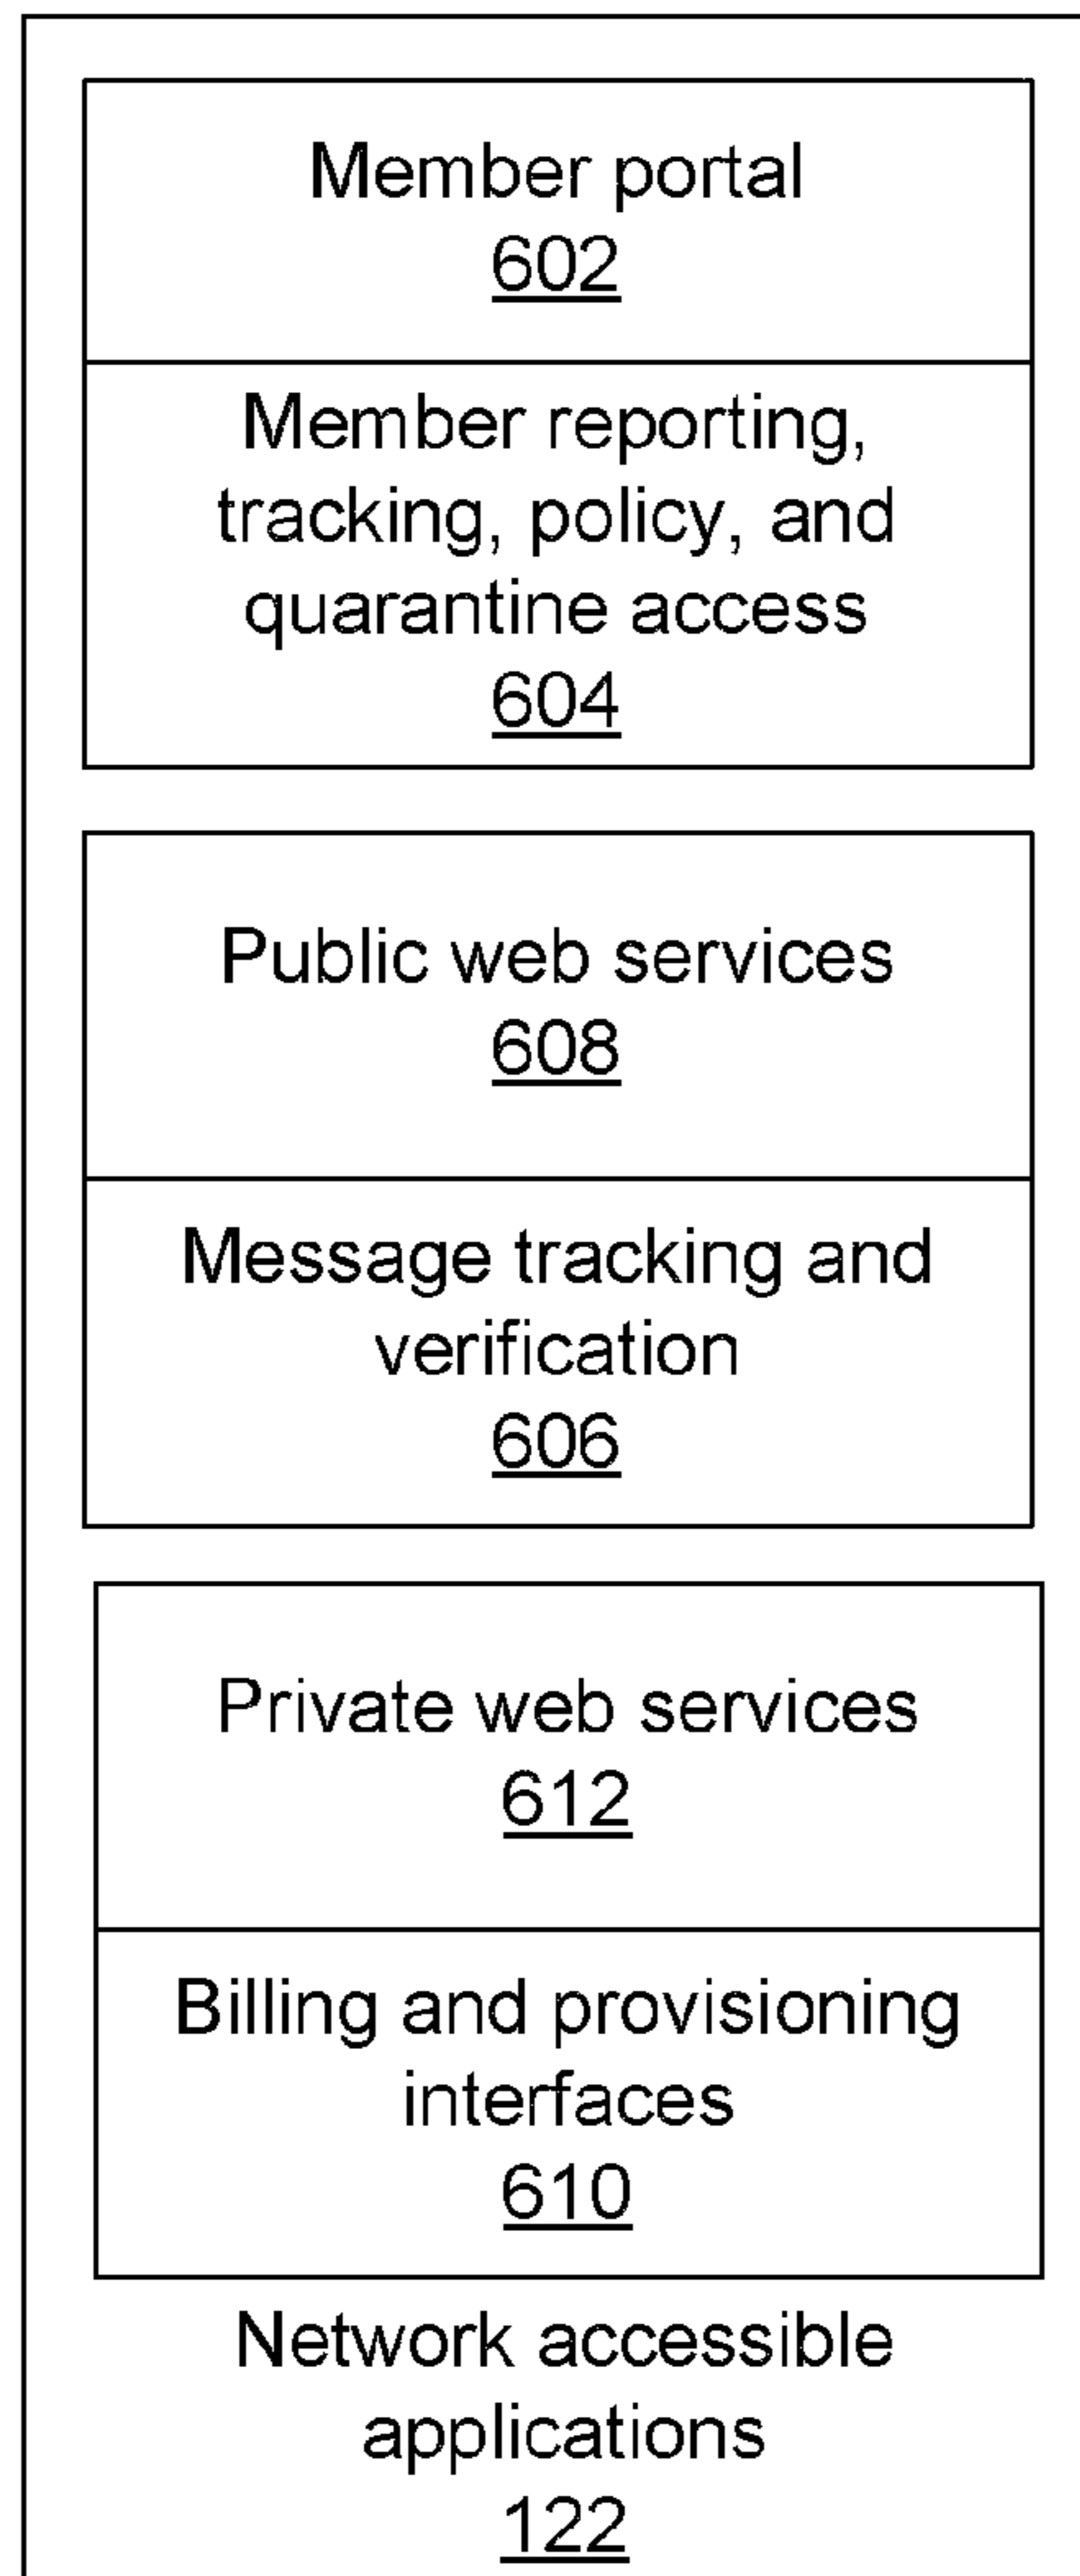 Member portal
602
Member reporting,
tracking, policy, and
quarantine access
604
Public web services
608
Message tracking and
verification
606
Private web services
612
Billing and provisioning
interfaces
610
Network accessible
applications
122